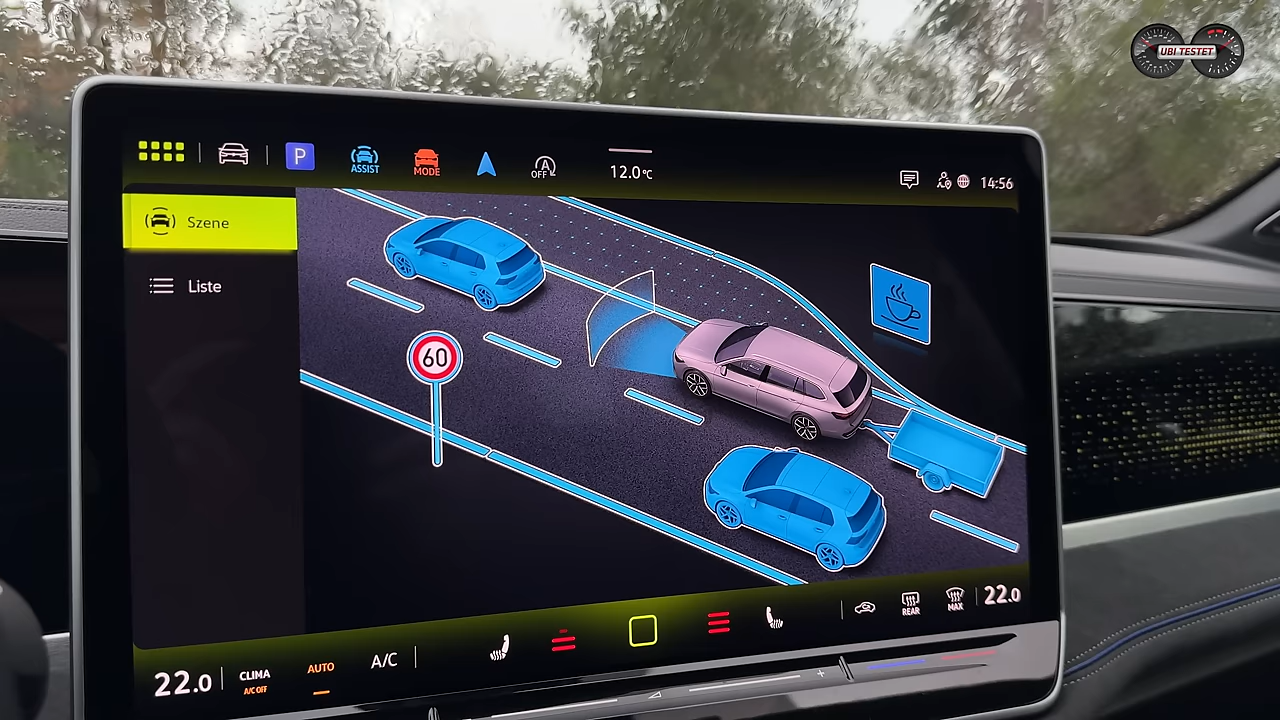 UBI TESTET
P
ASSIST
MODE
A
OFF
12.0°C
14:56
Szene
Liste
60
22.0
CLIMA
A/C OFF
AUTO
A/C
REAR
MAX
22.0